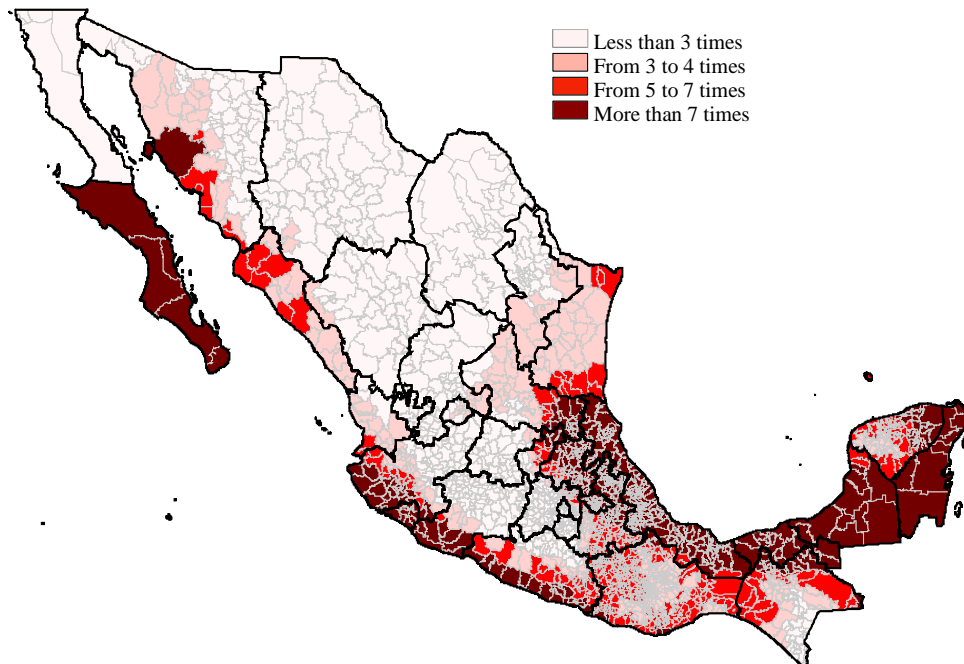 Less than 3 times
From 3 to 4 times
From 5 to 7 times
More than 7 times